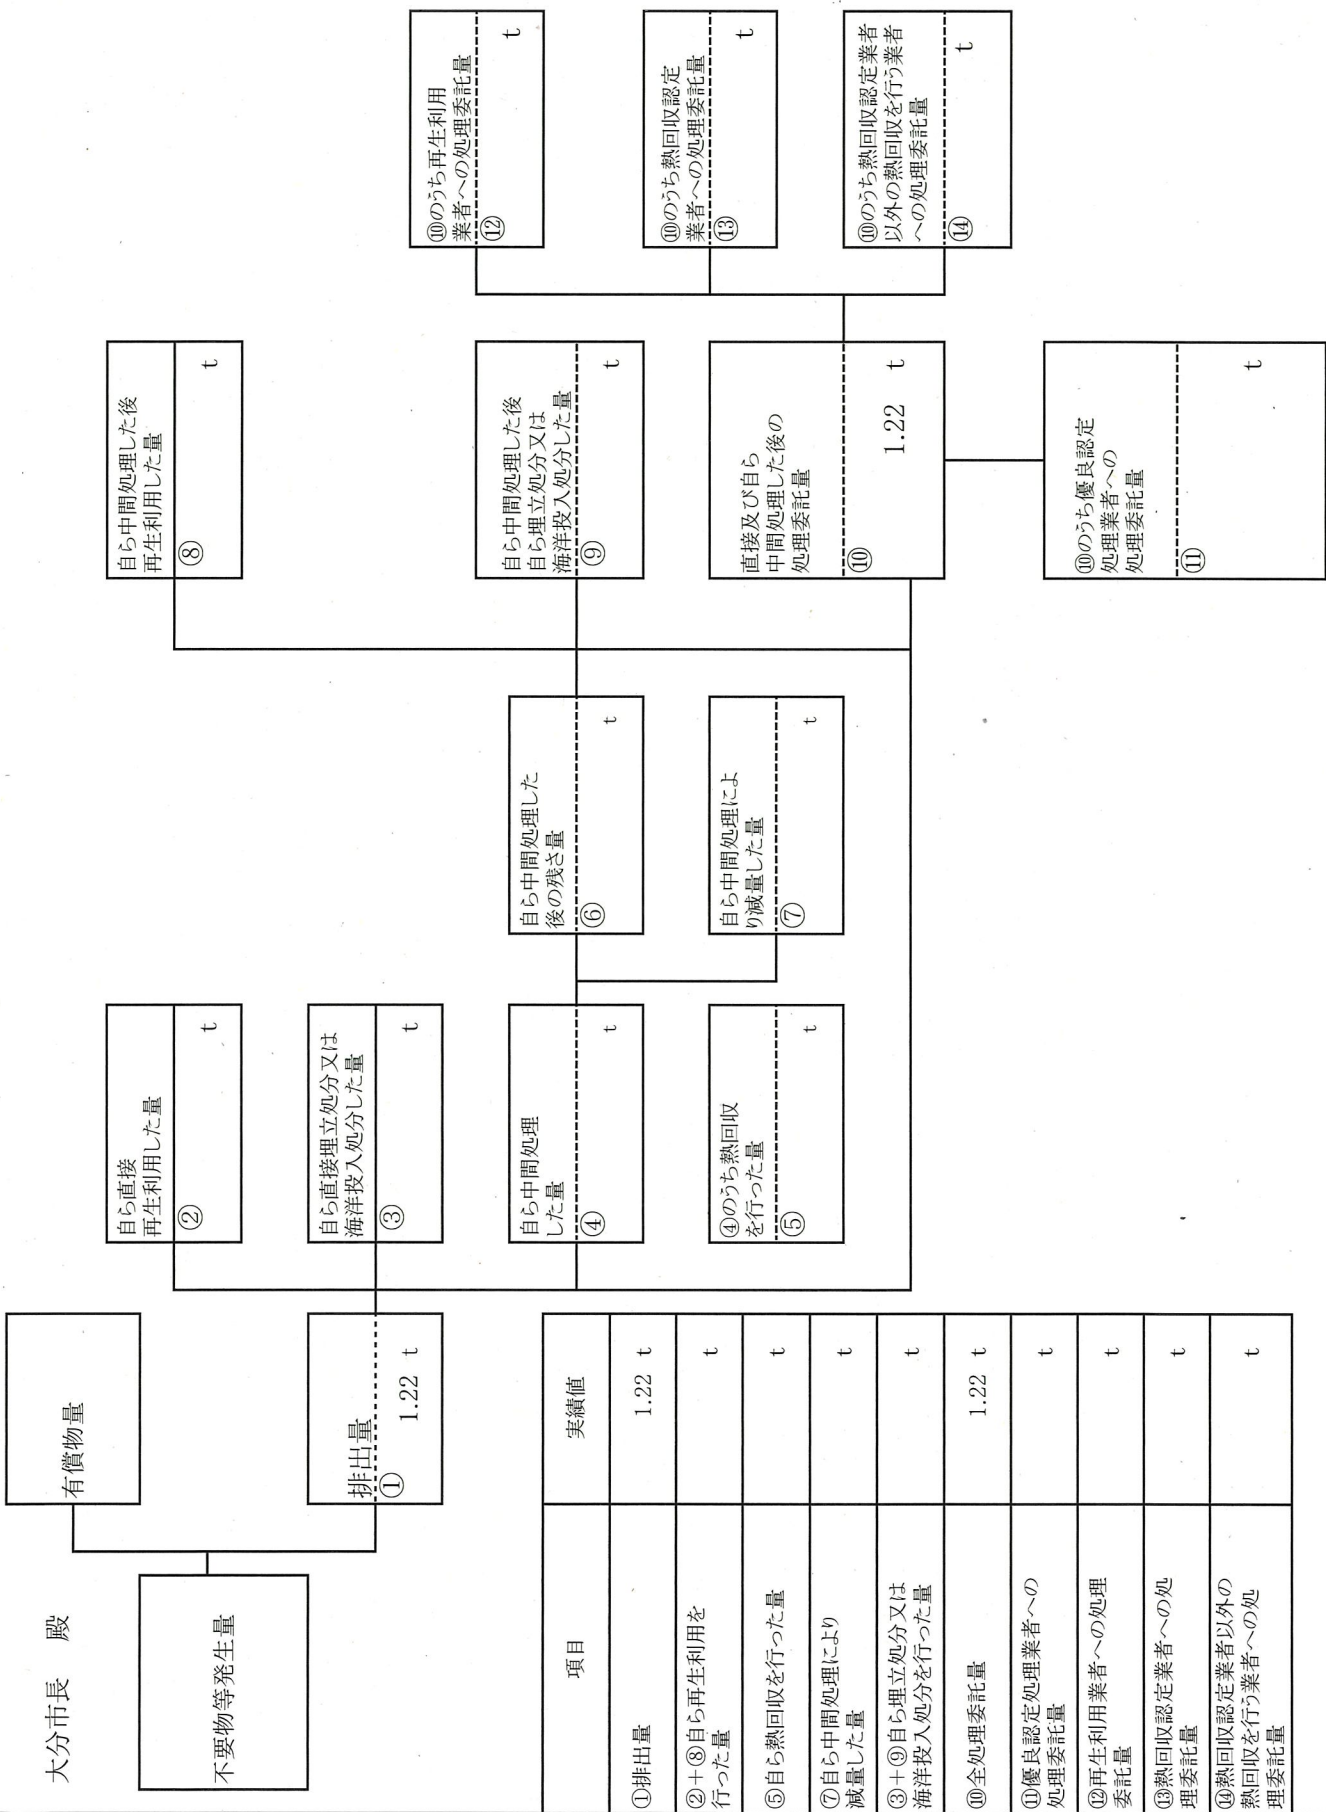 大分市長　殿
不要物等発生量
有償物量
排出量
①
1.22 t
自ら直接
再生利用した量
②
t
自ら直接埋立処分又は
海洋投入処分した量
③
t
自ら中間処理
した量
④
t
④のうち熱回収
を行った量
⑤
t
自ら中間処理した
後の残さ量
⑥
t
自ら中間処理によ
り減量した量
⑦
t
自ら中間処理した後
再生利用した量
⑧
t
自ら中間処理した後
自ら埋立処分又は
海洋投入処分した量
⑨
t
直接及び自ら
中間処理した後の
処理委託量
⑩
1.22 t
⑩のうち優良認定
処理業者への
処理委託量
⑪
t
⑩のうち再生利用
業者への処理委託量
⑫
t
⑩のうち熱回収認定
業者への処理委託量
⑬
t
⑩のうち熱回収認定業者
以外の熱回収を行う業者
への処理委託量
⑭
t
項目 実績値
①排出量 1.22 t
②+⑧自ら再生利用を
行った量 t
⑤自ら熱回収を行った量 t
⑦自ら中間処理により
減量した量 t
③+⑨自ら埋立処分又は
海洋投入処分を行った量 t
⑩全処理委託量 1.22 t
⑪優良認定処理業者への
処理委託量 t
⑫再生利用業者への処理
委託量 t
⑬熱回収認定業者への処
理委託量 t
⑭熱回収認定業者以外の
熱回収を行う業者への処
理委託量 t